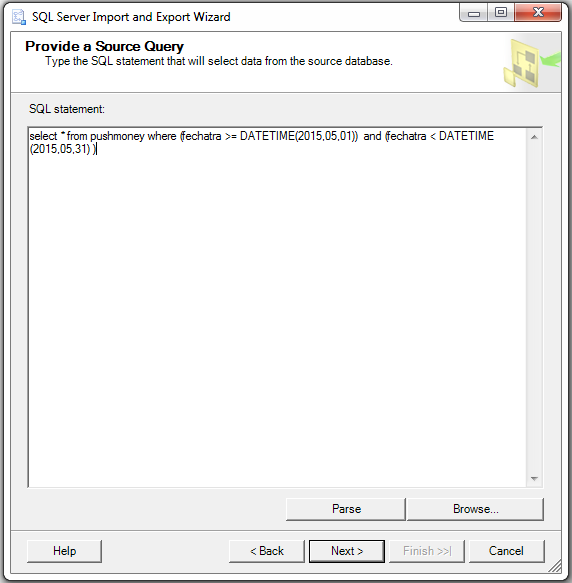 SQL Server Import and Export Wizard
Provide a Source Query
Type the SQL statement that will select data from the source database.
SQL statement:
select * from pushmoney where (fechatra >= DATETIME(2015,05,01))  and (fechatra < DATETIME
(2015,05,31) )
Parse
Browse...
Help
< Back
Next >
Finish >>|
Cancel